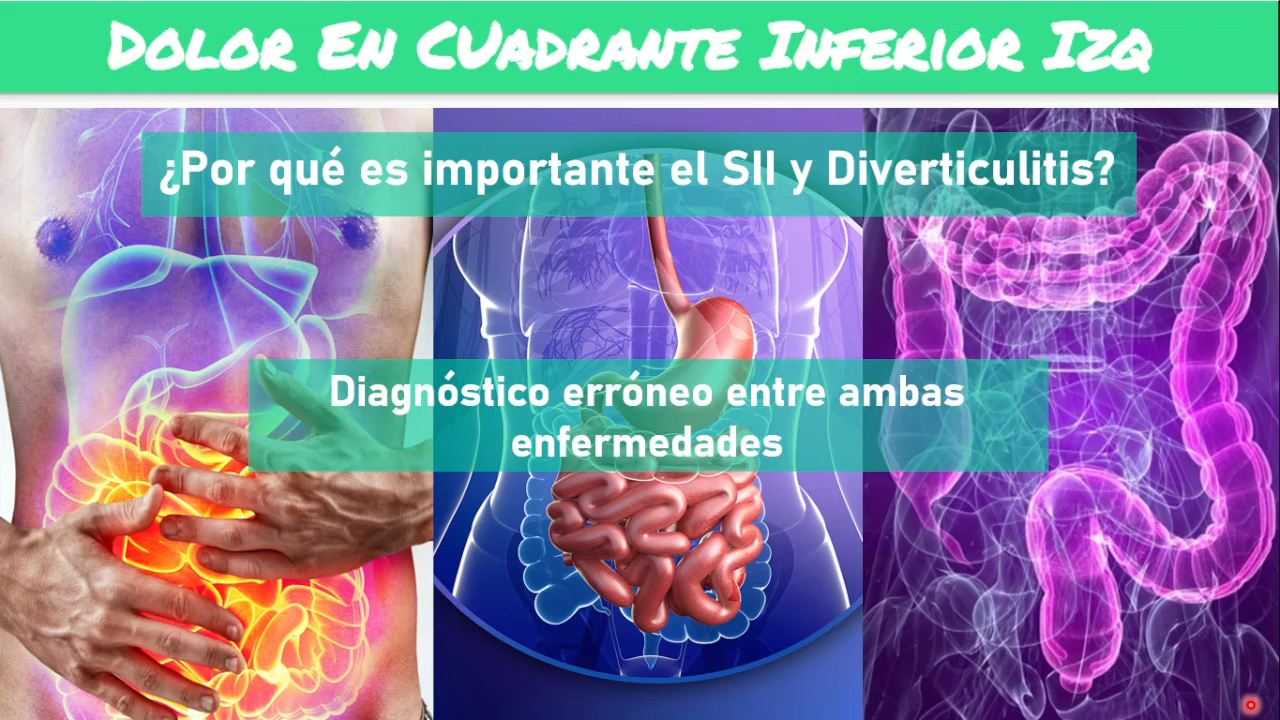 Dolor En CUadrante Inferior Izq
¿Por qué es importante el SII y Diverticulitis?
Diagnóstico erróneo entre ambas
enfermedades